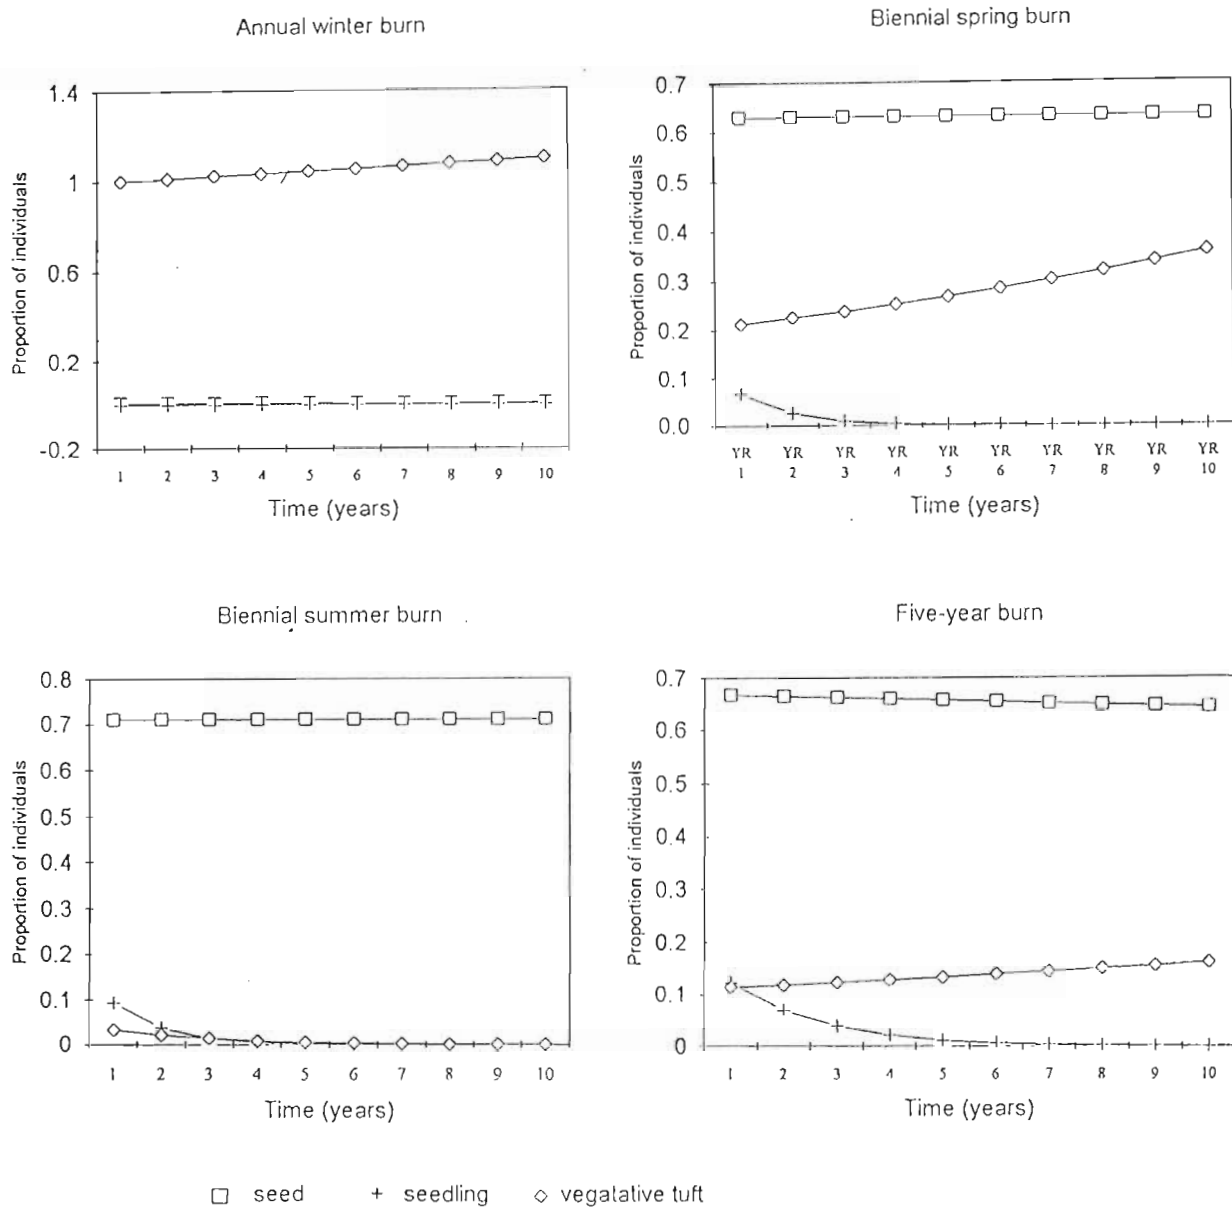 Annual winter burn
Proportion of individuals
1.4
1
0.6
0.2
-0.2
1 2 3 4 5 6 7 8 9 10
Time (years)
Biennial spring burn
Proportion of individuals
0.7
0.6
0.5
0.4
0.3
0.2
0.1
0.0
YR YR YR YR YR YR YR YR YR YR
1 2 3 4 5 6 7 8 9 10
Time (years)
Biennial summer burn
Proportion of individuals
0.8
0.7
0.6
0.5
0.4
0.3
0.2
0.1
0
1 2 3 4 5 6 7 8 9 10
Time (years)
Five-year burn
Proportion of individuals
0.7
0.6
0.5
0.4
0.3
0.2
0.1
0
1 2 3 4 5 6 7 8 9 10
Time (years)
seed seedling vegatative tuft